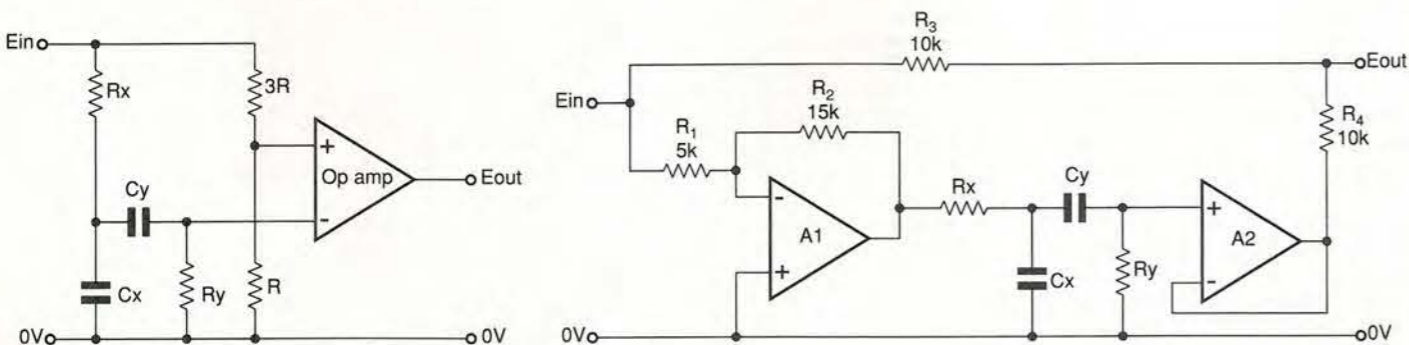 Ein
Rx
3R
+
Op amp
Eout
Cy
-
Cx
Ry
R
0V
0V
R3
10k
Eout
Ein
R2
15k
R4
10k
R1
5k
-
A1
+
Rx
Cy
+
A2
-
Cx
Ry
0V
0V